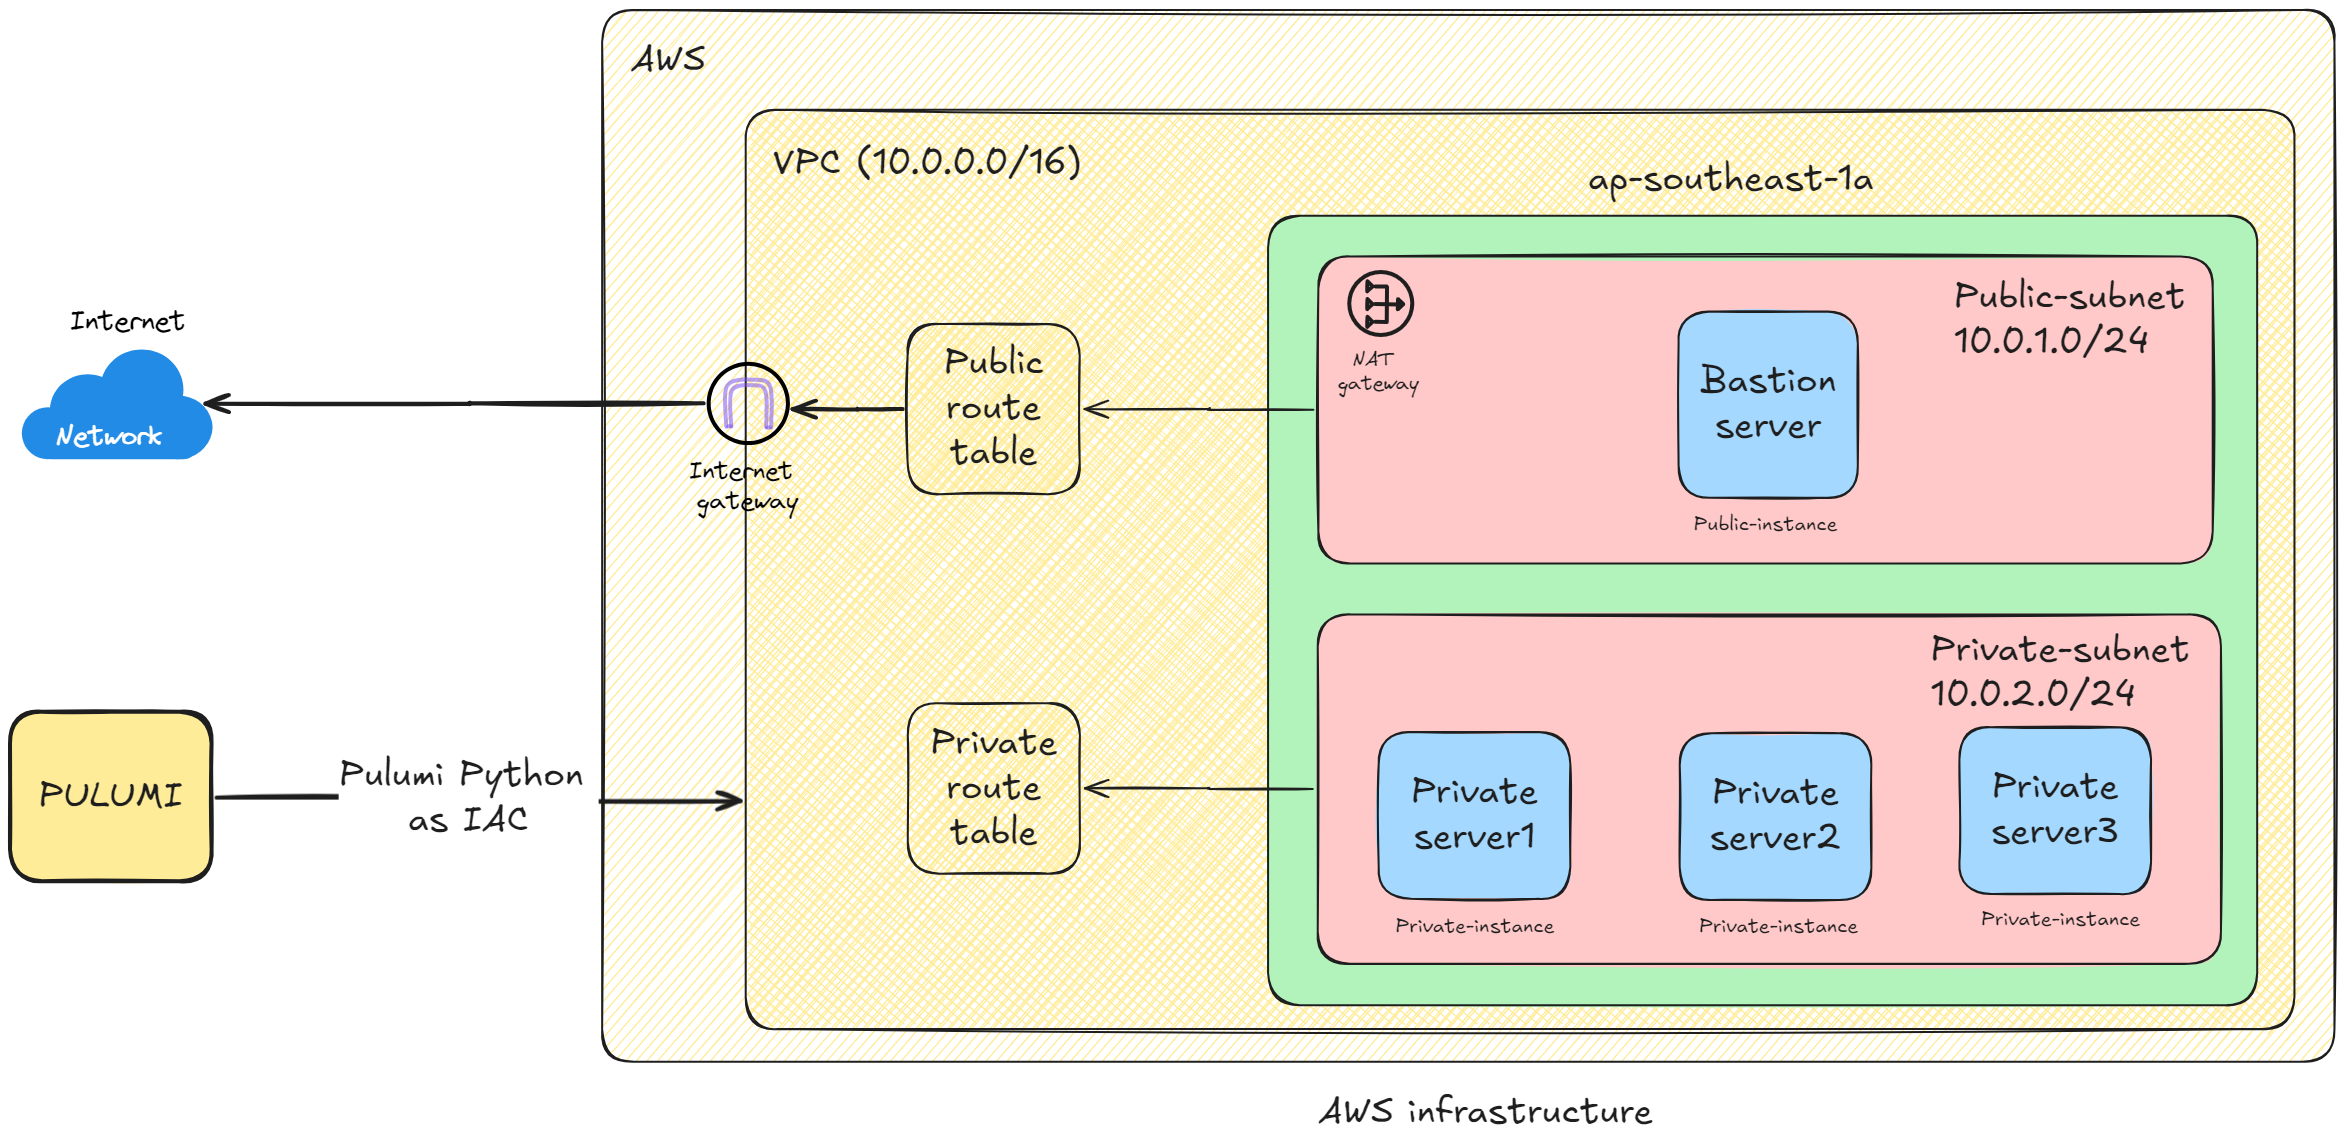 AWS
VPC (10.0.0.0/16)
ap-southeast-1a
Internet
Network
Internet
gateway
Public
route
table
NAT
gateway
Bastion
server
Public-instance
Public-subnet
10.0.1.0/24
PULUMI
Pulumi Python
as IAC
Private
route
table
Private-subnet
10.0.2.0/24
Private
server1
Private-instance
Private
server2
Private-instance
Private
server3
Private-instance
AWS infrastructure